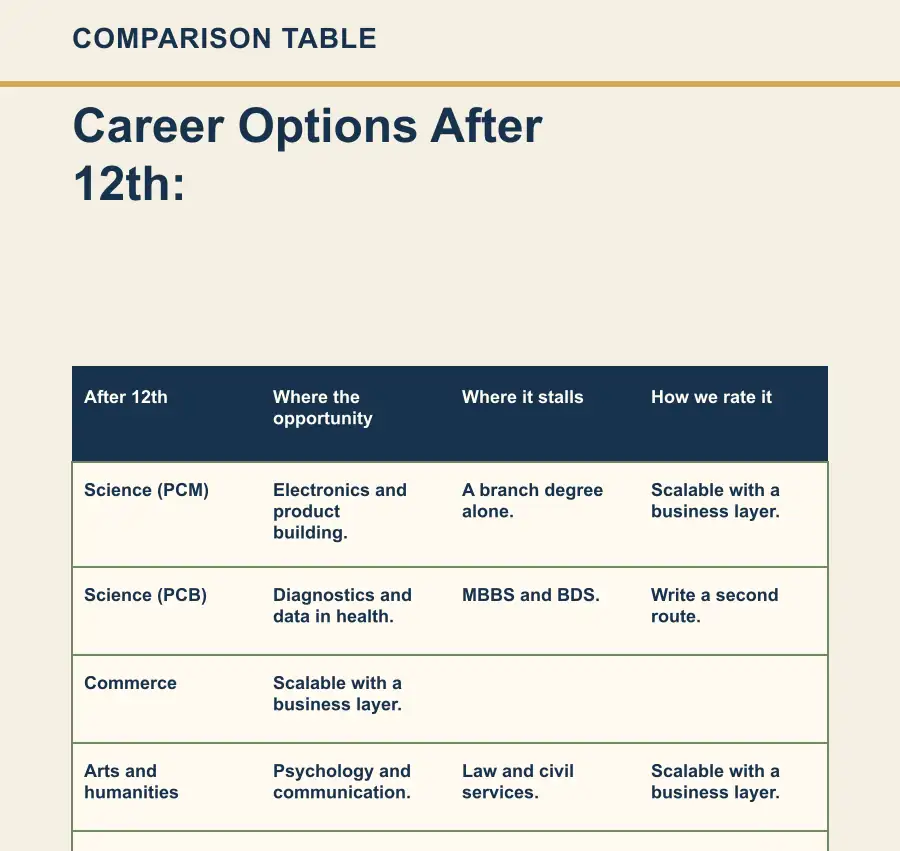 COMPARISON TABLE
Career Options After
12th:
After 12th
Where the
opportunity
Where it stalls
How we rate it
Science (PCM)
Electronics and
product
building.
A branch degree
alone.
Scalable with a
business layer.
Science (PCB)
Diagnostics and
data in health.
MBBS and BDS.
Write a second
route.
Commerce
Scalable with a
business layer.
Arts and
humanities
Psychology and
communication.
Law and civil
services.
Scalable with a
business layer.